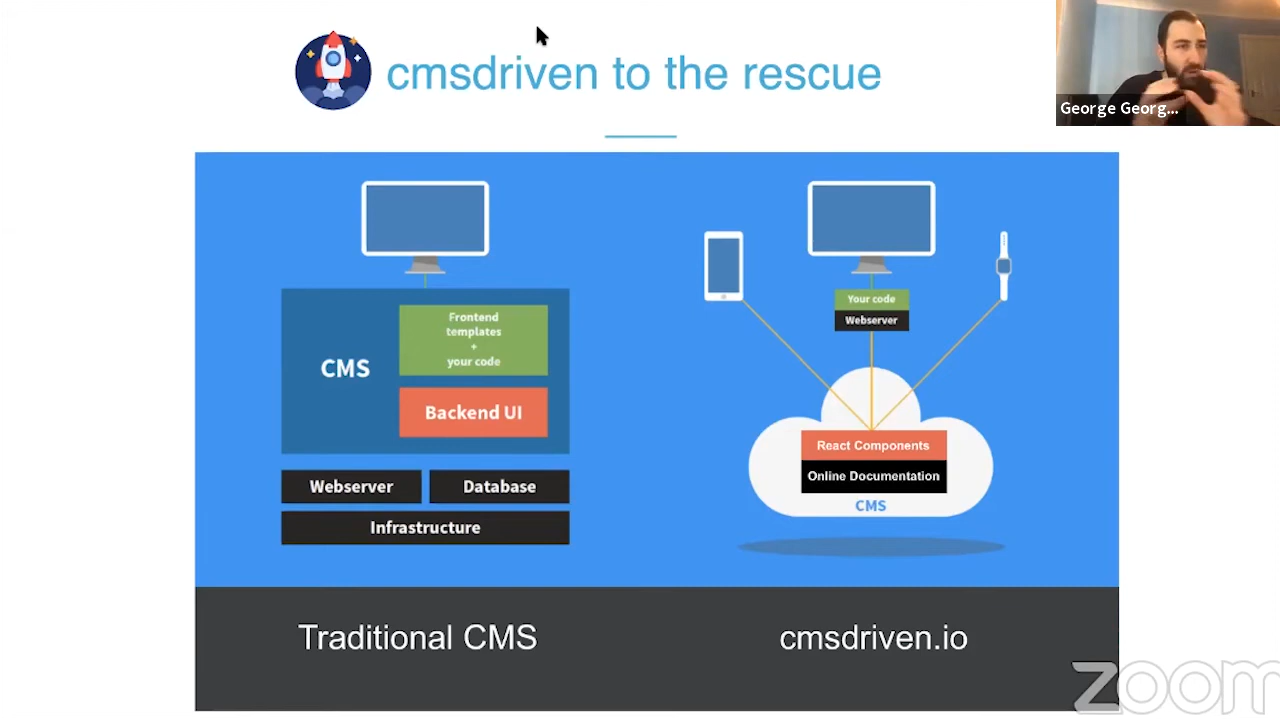 cmsdriven to the rescue
George Georg...
Frontend
templates
+
your code
CMS
Backend UI
Webserver
Database
Infrastructure
Your code
Webserver
React Components
Online Documentation
CMS
Traditional CMS
cmsdriven.io
zoom